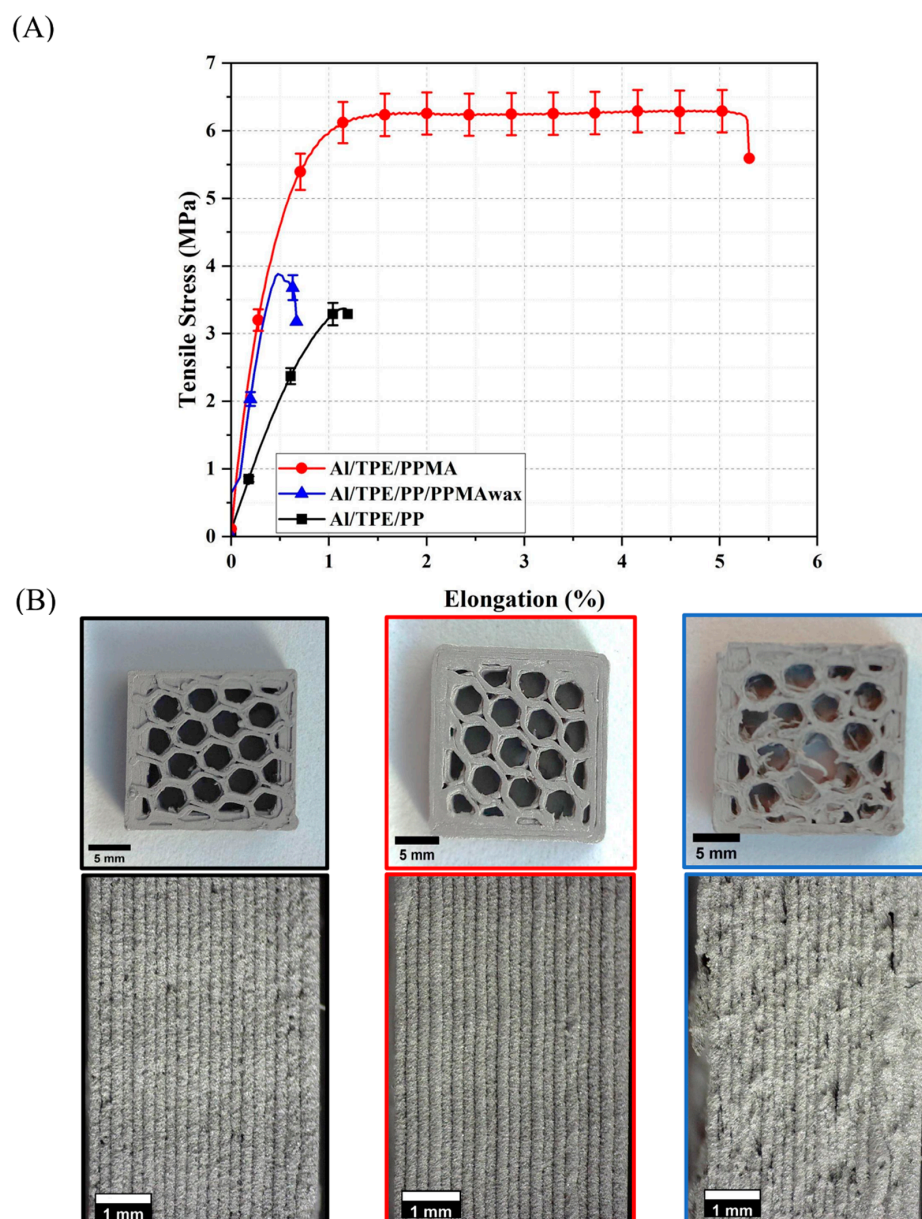 (A)
7
6
5
4
3
2
1
0
Tensile Stress (MPa)
Al/TPE/PPMA
Al/TPE/PP/PPMAwax
Al/TPE/PP
0 1 2 3 4 5 6
Elongation (%)
(B)
5 mm 5 mm 5 mm
1 mm 1 mm 1 mm